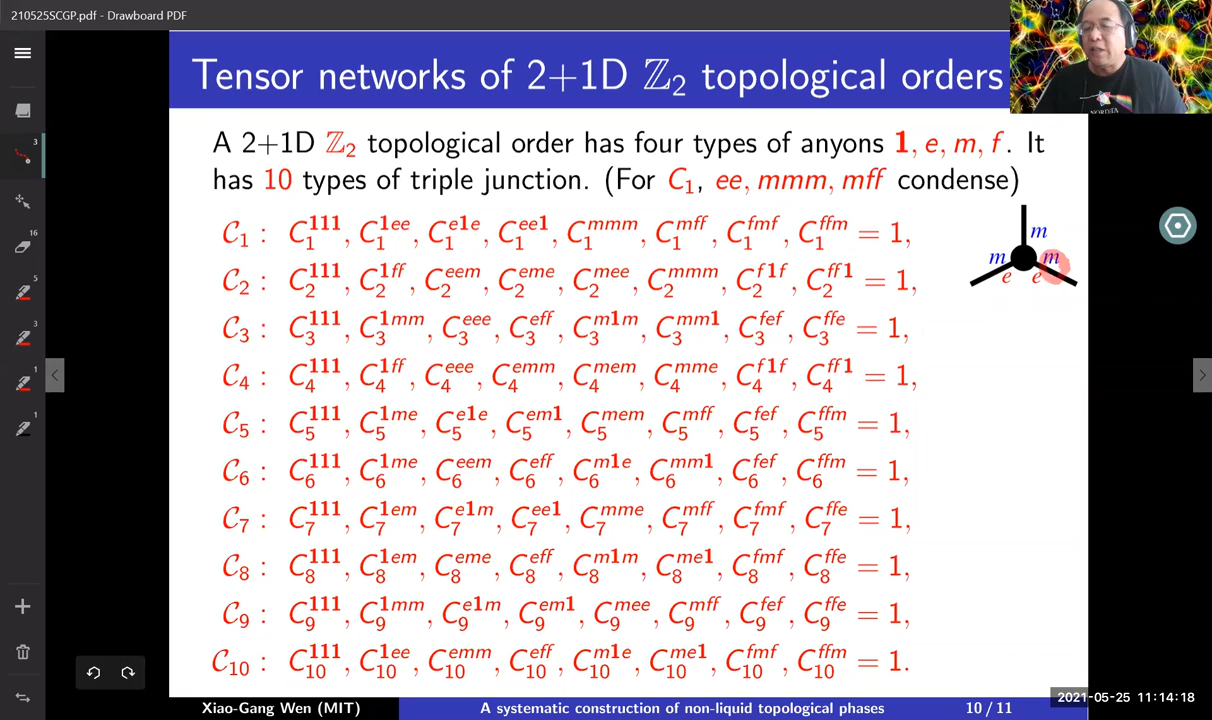 210525SCGP.pdf - Drawboard PDF
Tensor networks of 2+1D ℤ₂ topological orders
A 2+1D ℤ₂ topological order has four types of anyons 1, e, m, f. It
has 10 types of triple junction. (For C₁, ee, mmm, mff condense)
𝒞₁ : C₁^{111}, C₁^{1ee}, C₁^{e1e}, C₁^{ee1}, C₁^{mmm}, C₁^{mff}, C₁^{fmf}, C₁^{ffm} = 1,
𝒞₂ : C₂^{111}, C₂^{1ff}, C₂^{eem}, C₂^{eme}, C₂^{mee}, C₂^{mmm}, C₂^{f1f}, C₂^{ff1} = 1,
𝒞₃ : C₃^{111}, C₃^{1mm}, C₃^{eee}, C₃^{eff}, C₃^{m1m}, C₃^{mm1}, C₃^{fef}, C₃^{ffe} = 1,
𝒞₄ : C₄^{111}, C₄^{1ff}, C₄^{eee}, C₄^{emm}, C₄^{mem}, C₄^{mme}, C₄^{f1f}, C₄^{ff1} = 1,
𝒞₅ : C₅^{111}, C₅^{1me}, C₅^{e1e}, C₅^{em1}, C₅^{mem}, C₅^{mff}, C₅^{fef}, C₅^{ffm} = 1,
𝒞₆ : C₆^{111}, C₆^{1me}, C₆^{eem}, C₆^{eff}, C₆^{m1e}, C₆^{mm1}, C₆^{fef}, C₆^{ffm} = 1,
𝒞₇ : C₇^{111}, C₇^{1em}, C₇^{e1m}, C₇^{ee1}, C₇^{mme}, C₇^{mff}, C₇^{fmf}, C₇^{ffe} = 1,
𝒞₈ : C₈^{111}, C₈^{1em}, C₈^{eme}, C₈^{eff}, C₈^{m1m}, C₈^{me1}, C₈^{fmf}, C₈^{ffe} = 1,
𝒞₉ : C₉^{111}, C₉^{1mm}, C₉^{e1m}, C₉^{em1}, C₉^{mee}, C₉^{mff}, C₉^{fef}, C₉^{ffe} = 1,
𝒞₁₀ : C₁₀^{111}, C₁₀^{1ee}, C₁₀^{emm}, C₁₀^{eff}, C₁₀^{m1e}, C₁₀^{me1}, C₁₀^{fmf}, C₁₀^{ffm} = 1.
m
m m
e e
3
16
5
3
1
1
Xiao-Gang Wen (MIT) A systematic construction of non-liquid topological phases 10 / 11
2021-05-25 11:14:18